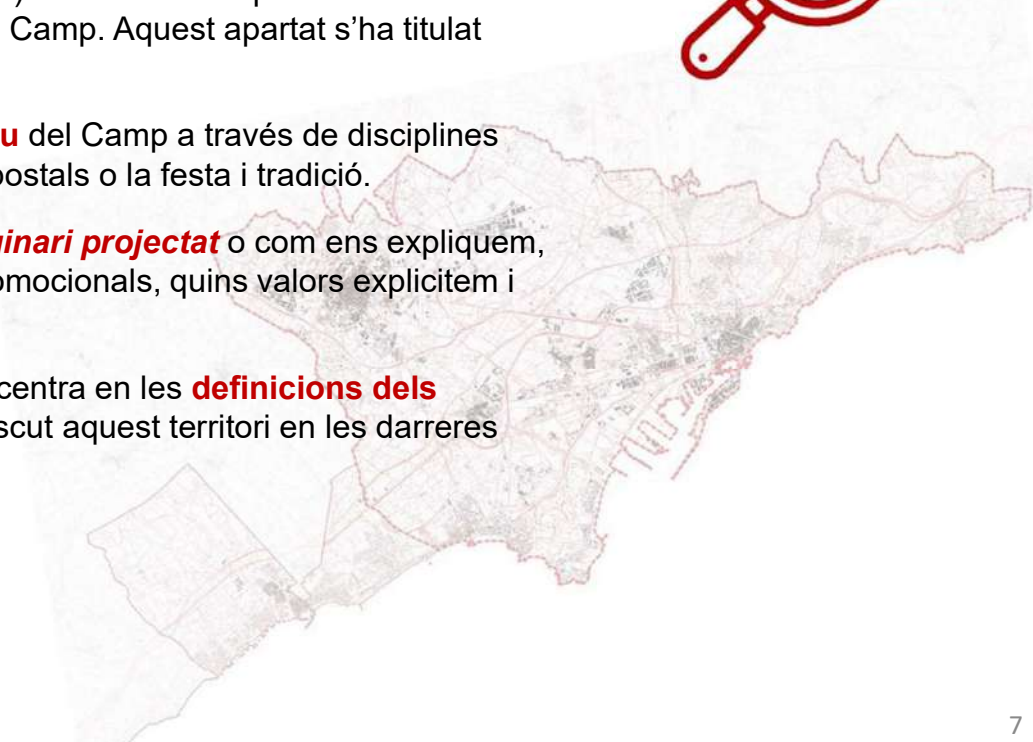 Camp. Aquest apartat s’ha titulat
u del Camp a través de disciplines
postals o la festa i tradició.
inari projectat o com ens expliquem,
omocionals, quins valors explicitem i
centra en les definicions dels
scut aquest territori en les darreres
7